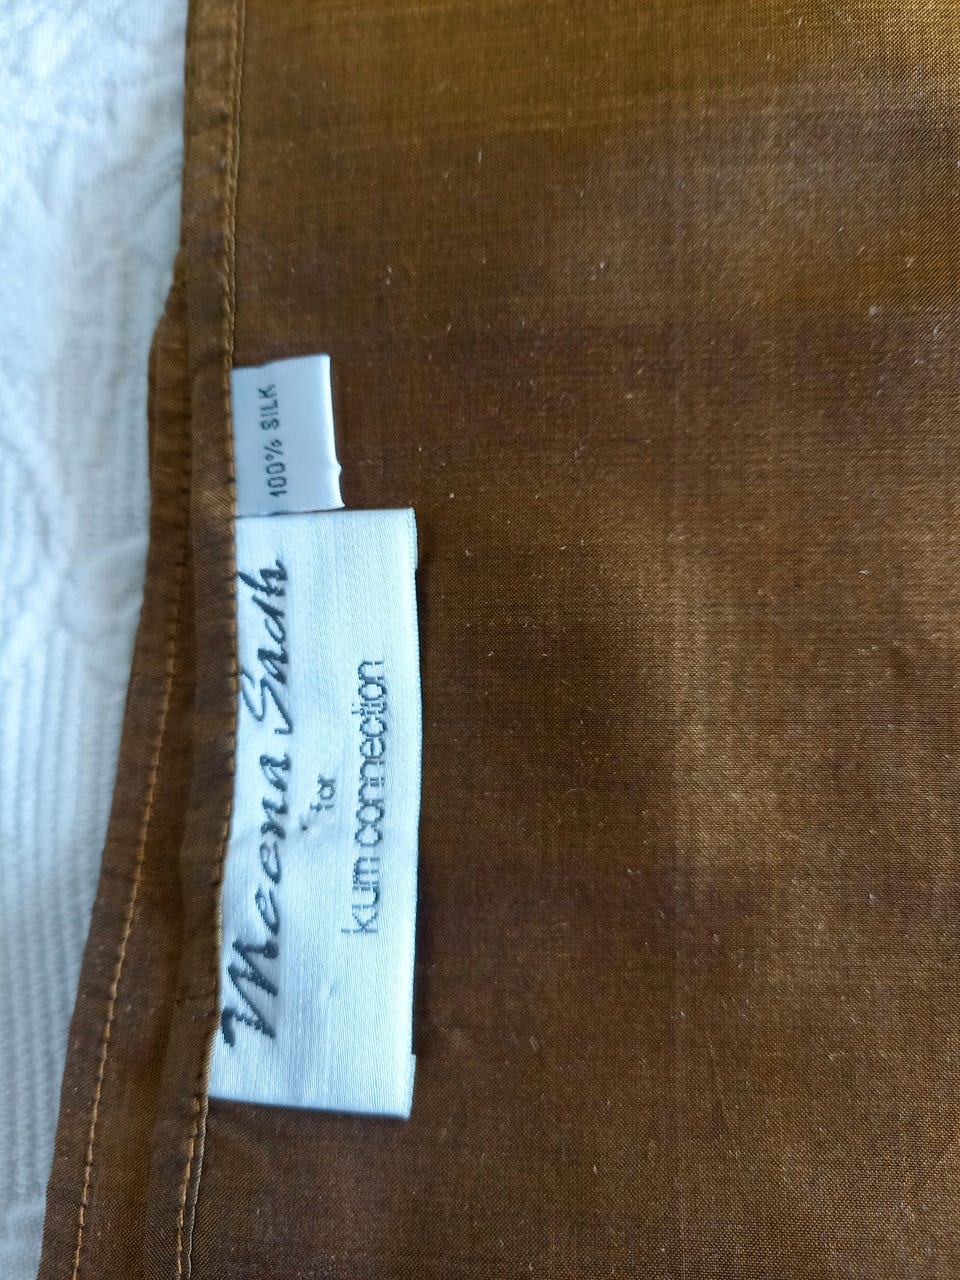 100% SILK
Meena Sadh
for
kum connection